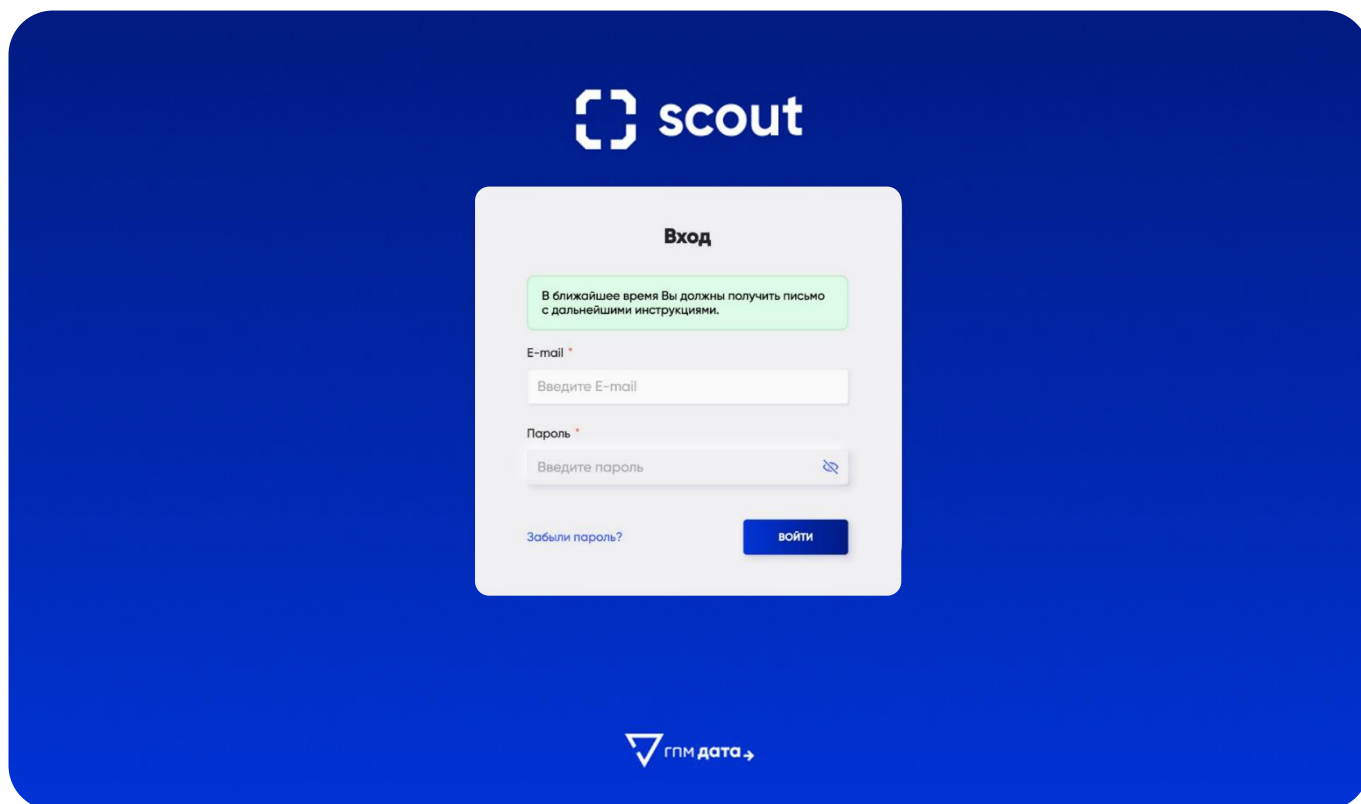 scout
Вход
В ближайшее время Вы должны получить письмо
с дальнейшими инструкциями.
E-mail *
Введите E-mail
Пароль *
Введите пароль
Забыли пароль?
ВОЙТИ
гпм дата